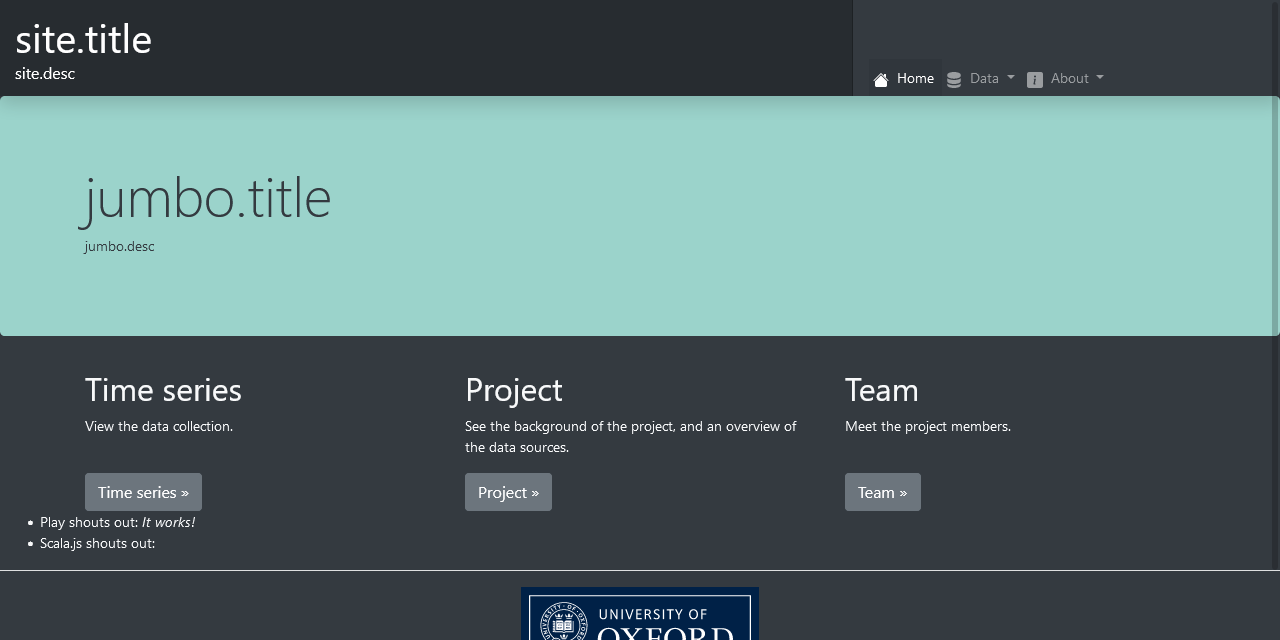 site.title
site.desc
Home Data About
jumbo.title
jumbo.desc
Time series
View the data collection.
Time series »
Project
See the background of the project, and an overview of
the data sources.
Project »
Team
Meet the project members.
Team »
Play shouts out: It works!
Scala.js shouts out:
UNIVERSITY OF
OXFORD